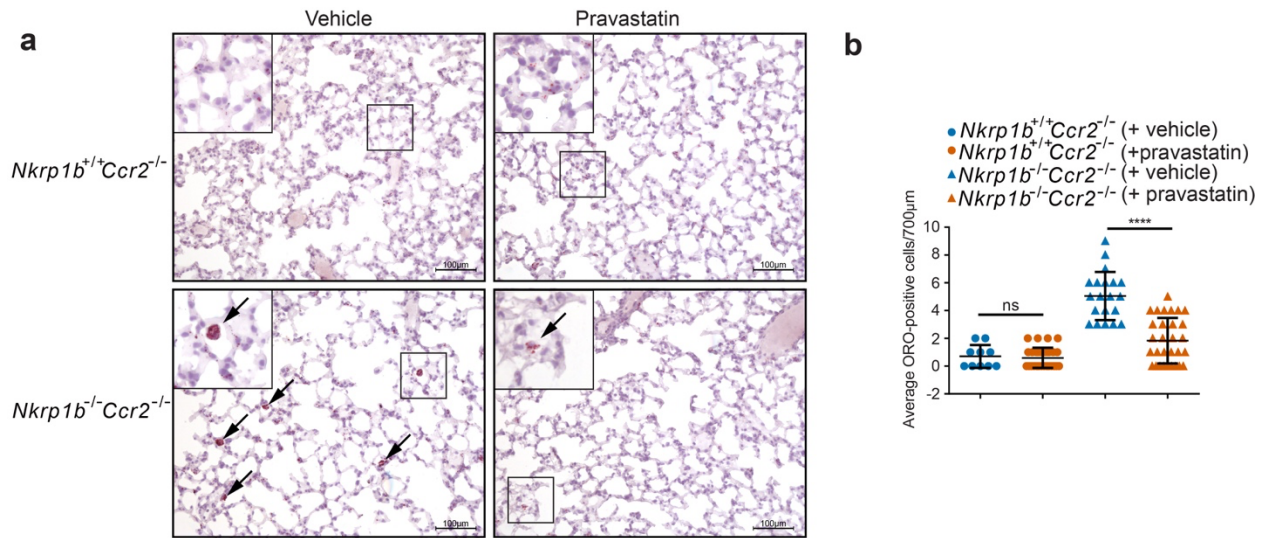 Vehicle Pravastatin
a
b
Nkrp1b+/+Ccr2-/-
100μm 100μm
Nkrp1b-/-Ccr2-/-
100μm 100μm
Nkrp1b+/+Ccr2-/- (+ vehicle)
Nkrp1b+/+Ccr2-/- (+pravastatin)
Nkrp1b-/-Ccr2-/- (+ vehicle)
Nkrp1b-/-Ccr2-/- (+ pravastatin)
Average ORO-positive cells/700μm
10
8
6
4
2
0
-2
ns
****